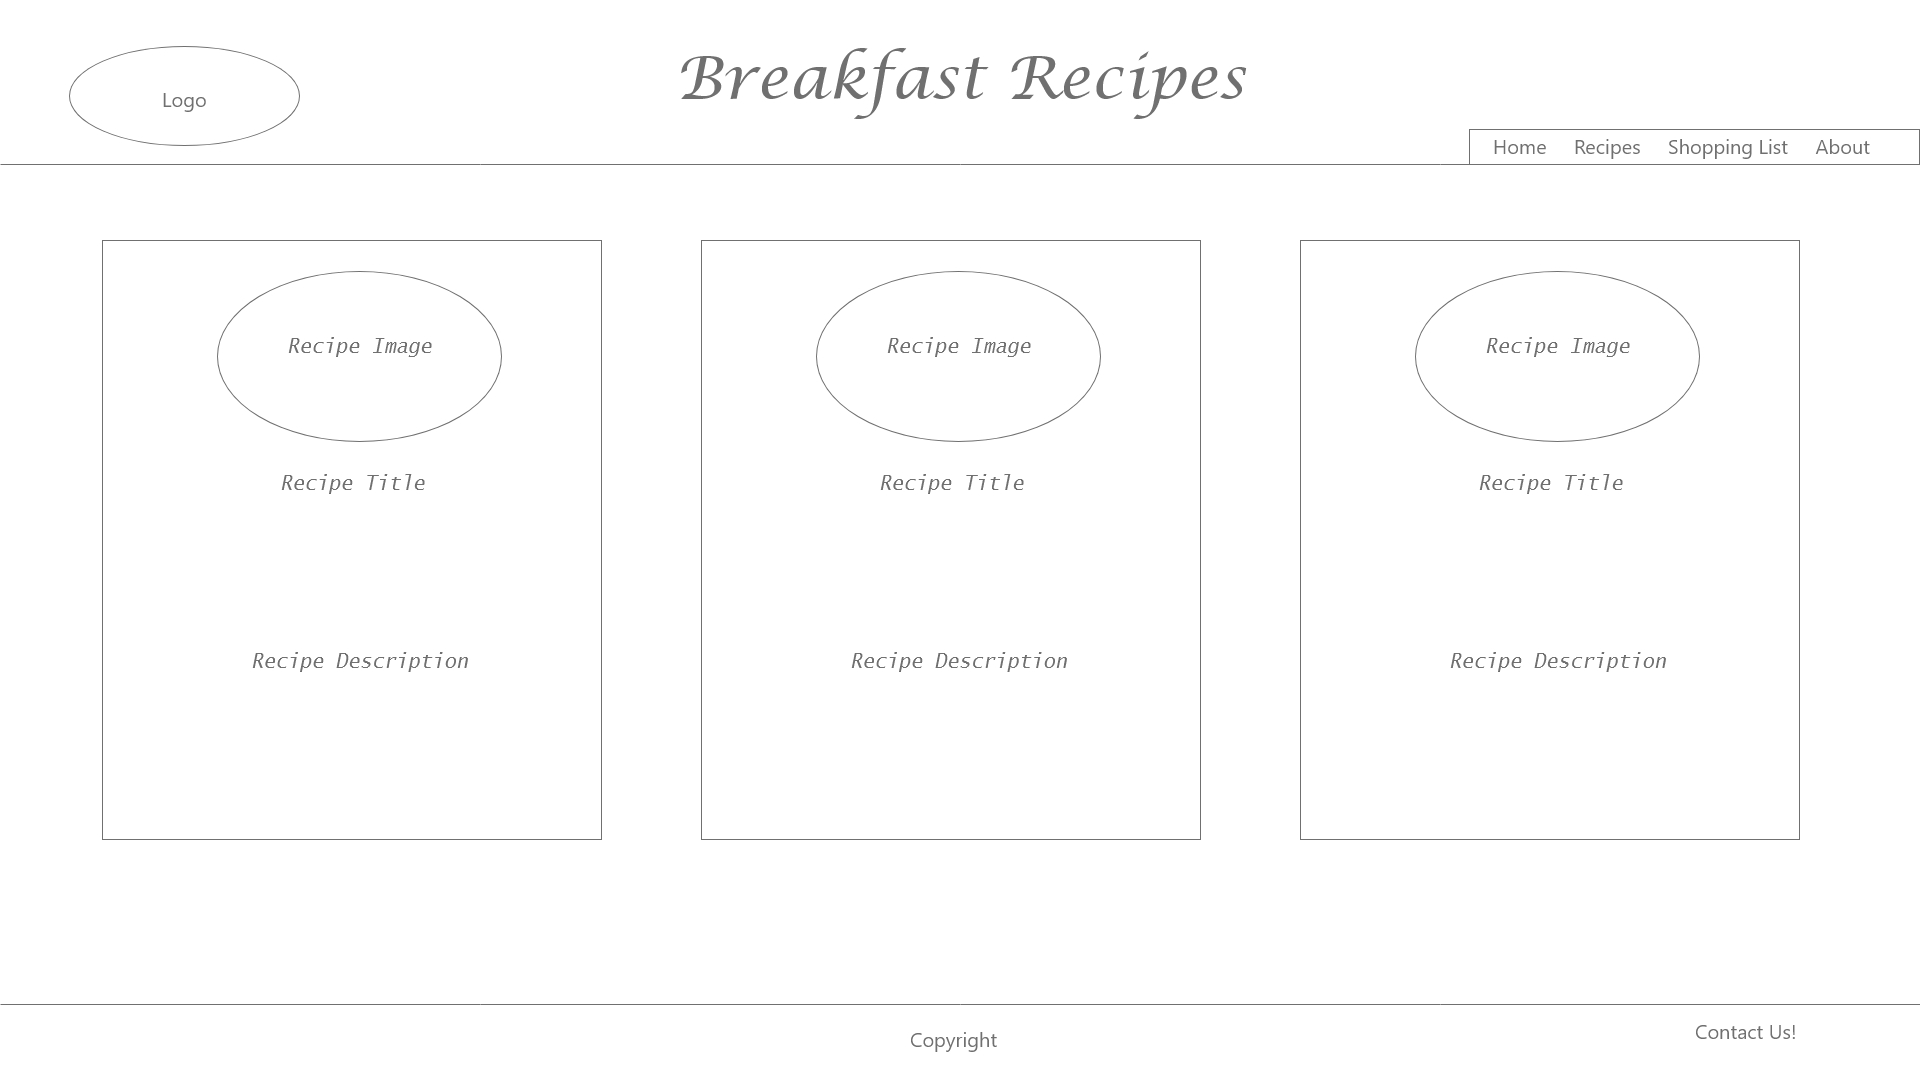 Breakfast Recipes
Logo
Home Recipes Shopping List About
Recipe Image
Recipe Title
Recipe Description
Recipe Image
Recipe Title
Recipe Description
Recipe Image
Recipe Title
Recipe Description
Copyright
Contact Us!